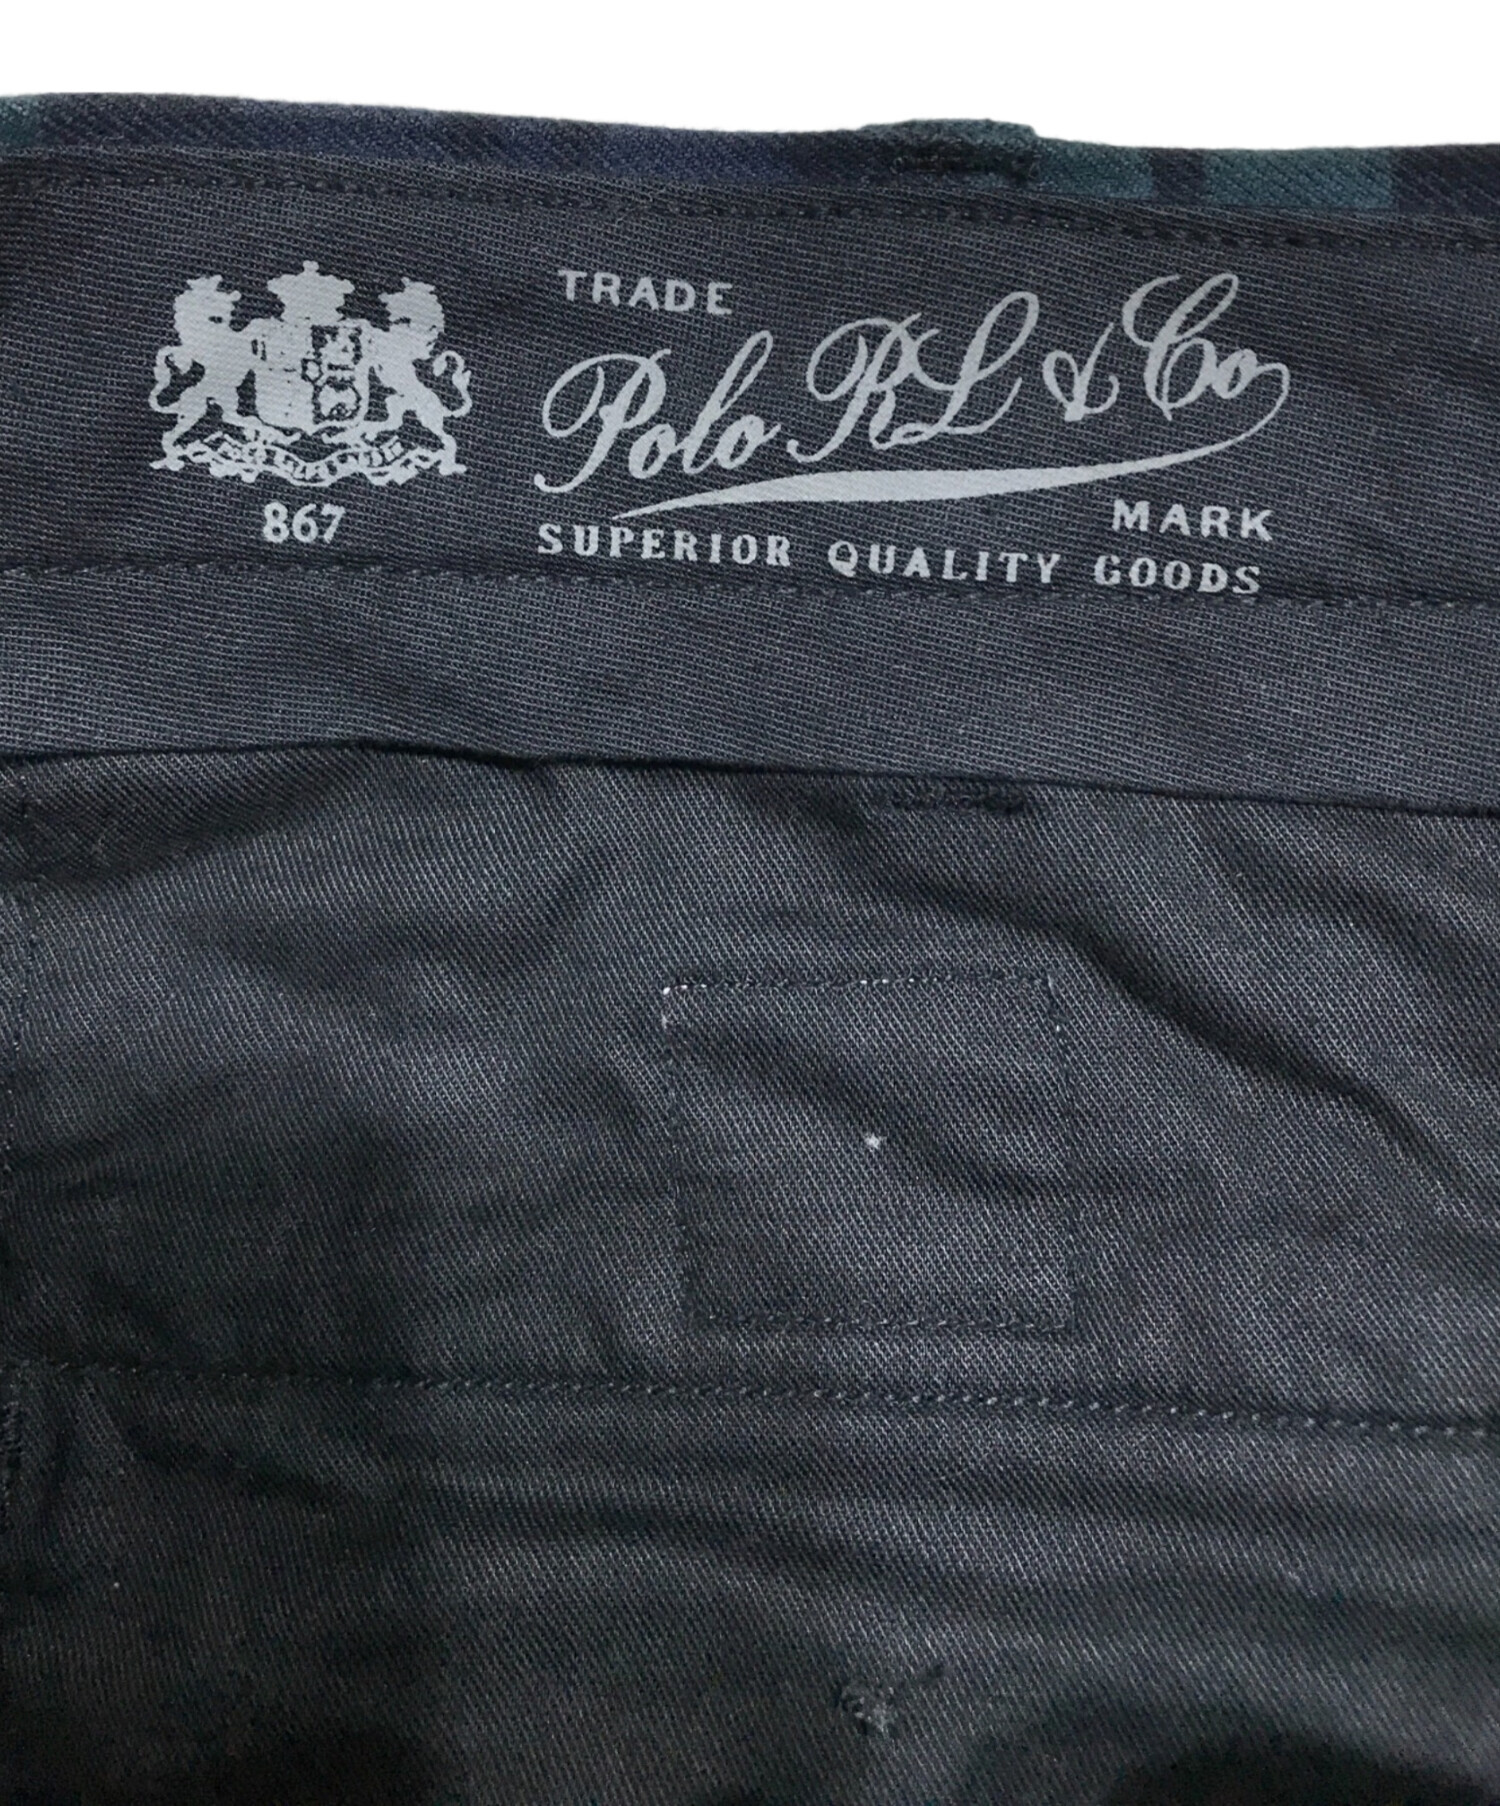 TRADE
Polo RL & Co
MARK
867
SUPERIOR QUALITY GOODS